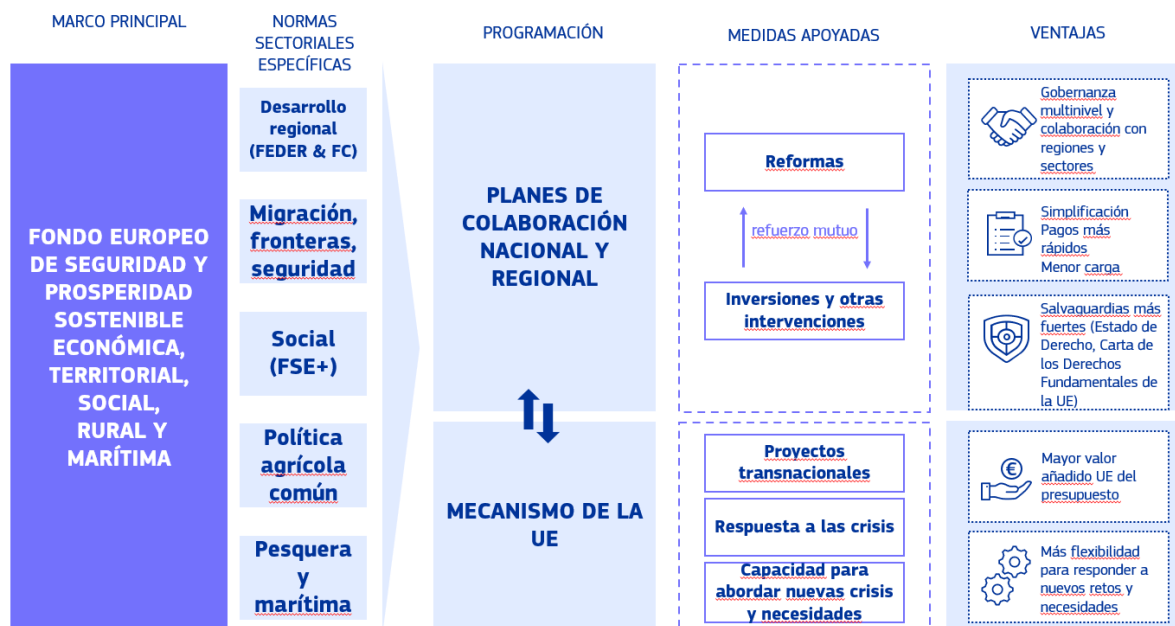 MARCO PRINCIPAL
NORMAS
SECTORIALES
ESPECÍFICAS
PROGRAMACIÓN
MEDIDAS APOYADAS
VENTAJAS
FONDO EUROPEO
DE SEGURIDAD Y
PROSPERIDAD
SOSTENIBLE
ECONÓMICA,
TERRITORIAL,
SOCIAL,
RURAL Y
MARÍTIMA
Desarrollo
regional
(FEDER & FC)
Migración,
fronteras,
seguridad
Social
(FSE+)
Política
agrícola
común
Pesquera
y
marítima
PLANES DE
COLABORACIÓN
NACIONAL Y
REGIONAL
MECANISMO DE LA
UE
Reformas
refuerzo mutuo
Inversiones y otras
intervenciones
Proyectos
transnacionales
Respuesta a las crisis
Capacidad para
abordar nuevas crisis
y necesidades
Gobernanza
multinivel y
colaboración con
regiones y
sectores
Simplificación
Pagos más
rápidos
Menor carga
Salvaguardias más
fuertes (Estado de
Derecho, Carta de
los Derechos
Fundamentales de
la UE)
€
Mayor valor
añadido UE del
presupuesto
Más flexibilidad
para responder a
nuevos retos y
necesidades